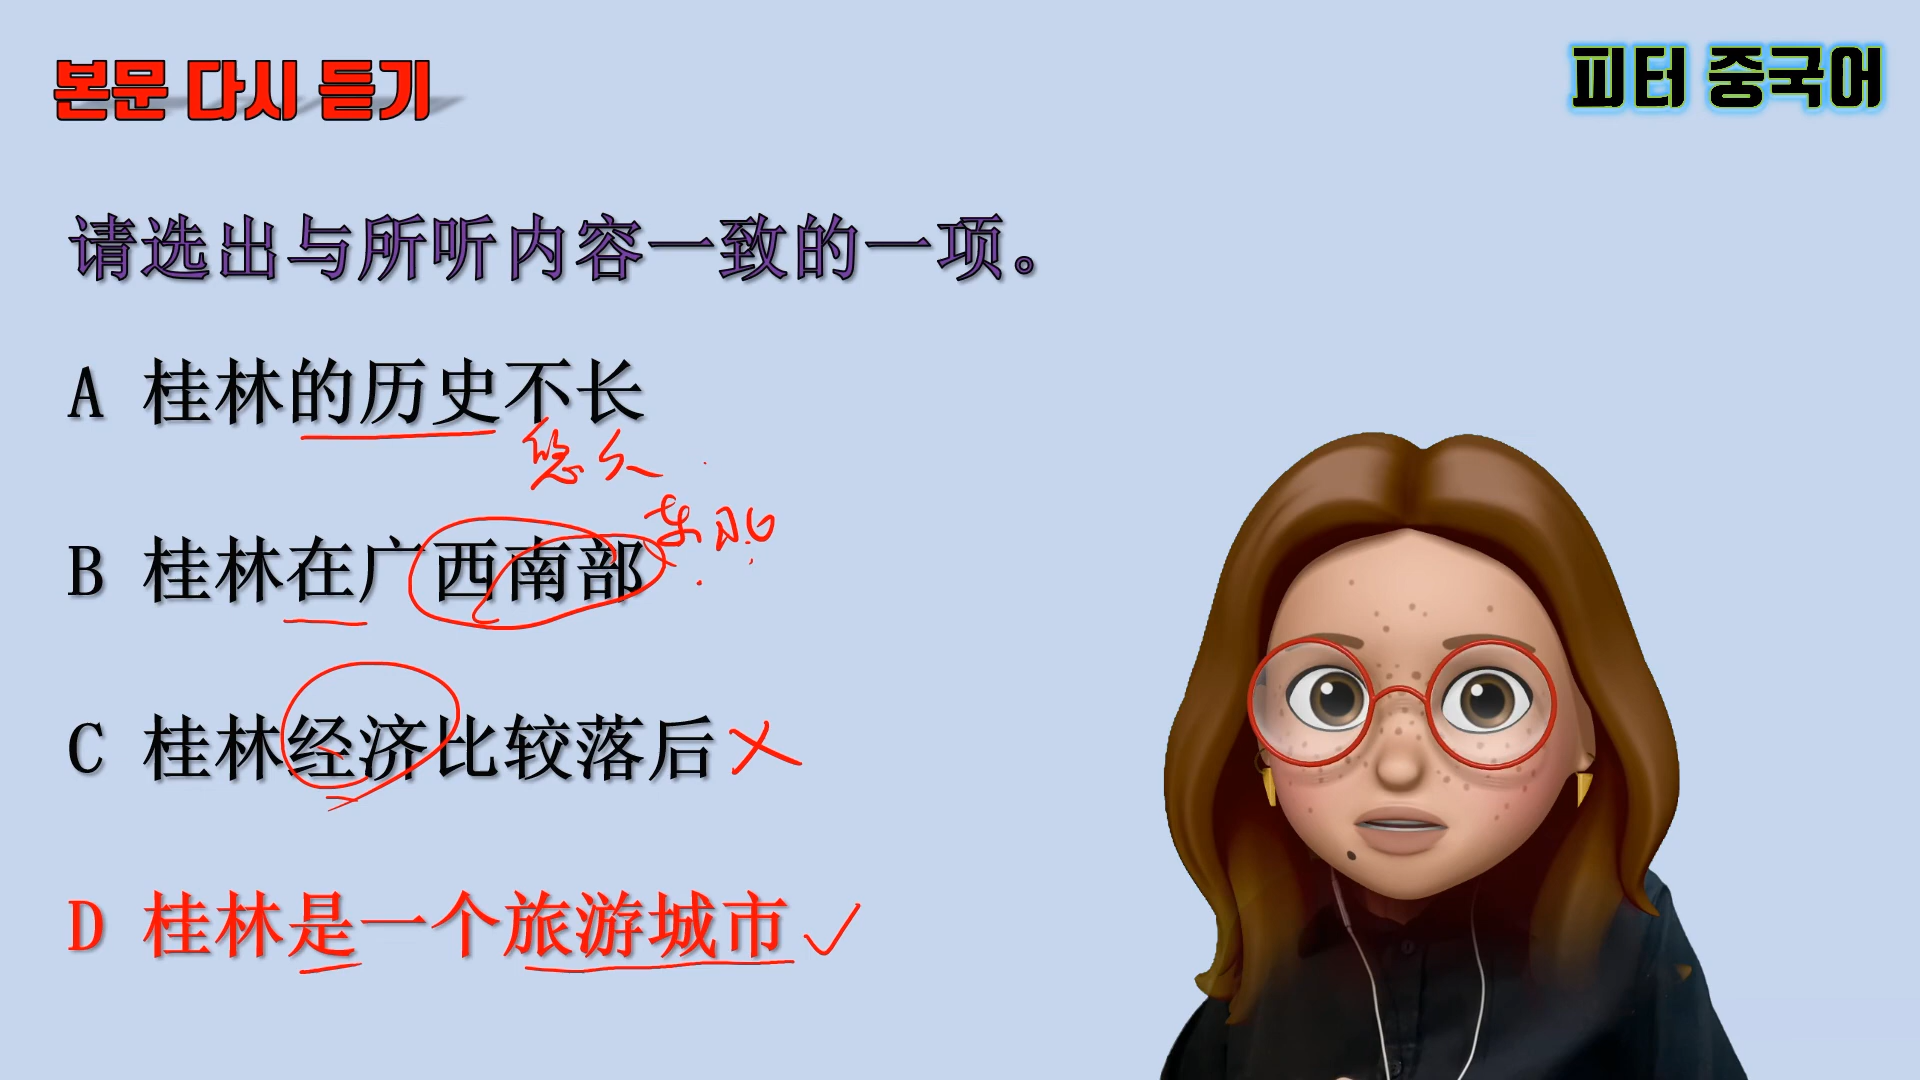 본문 다시 듣기
피터 중국어
请选出与所听内容一致的一项。
A 桂林的历史不长
悠久
B 桂林在广西南部
东北
C 桂林经济比较落后
D 桂林是一个旅游城市